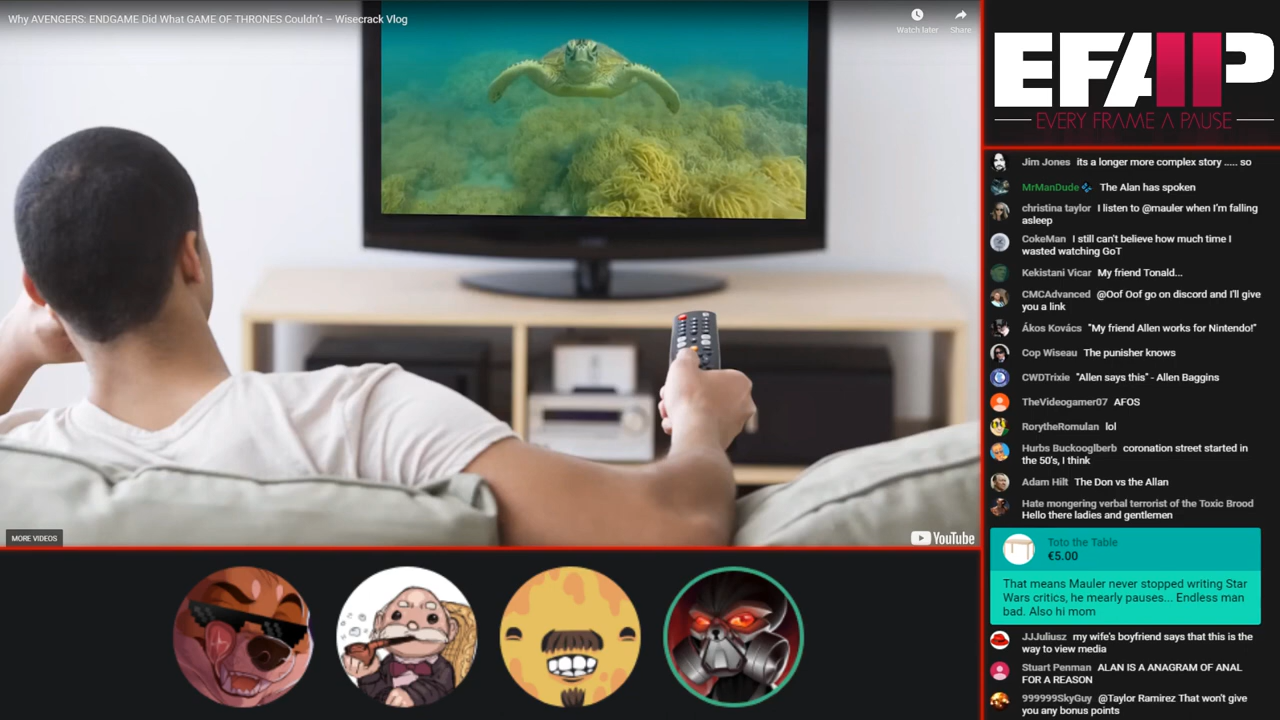 Why AVENGERS: ENDGAME Did What GAME OF THRONES Couldn't – Wisecrack Vlog
Watch later
Share
MORE VIDEOS
YouTube
EFAP
EVERY FRAME A PAUSE
Jim Jones its a longer more complex story ..... so
MrManDude The Alan has spoken
christina taylor I listen to @mauler when I'm falling
asleep
CokeMan I still can't believe how much time I
wasted watching GoT
Kekistani Vicar My friend Tonald...
CMCAdvanced @Oof Oof go on discord and I'll give
you a link
Ákos Kovács "My friend Allen works for Nintendo!"
Cop Wiseau The punisher knows
CWDTrixie "Allen says this" - Allen Baggins
TheVideogamer07 AFOS
RorytheRomulan lol
Hurbs Buckooglberb coronation street started in
the 50's, I think
Adam Hilt The Don vs the Allan
Hate mongering verbal terrorist of the Toxic Brood
Hello there ladies and gentlemen
Toto the Table
€5.00
That means Mauler never stopped writing Star
Wars critics, he mearly pauses... Endless man
bad. Also hi mom
JJJuliusz my wife's boyfriend says that this is the
way to view media
Stuart Penman ALAN IS A ANAGRAM OF ANAL
FOR A REASON
999999SkyGuy @Taylor Ramirez That won't give
you any bonus points